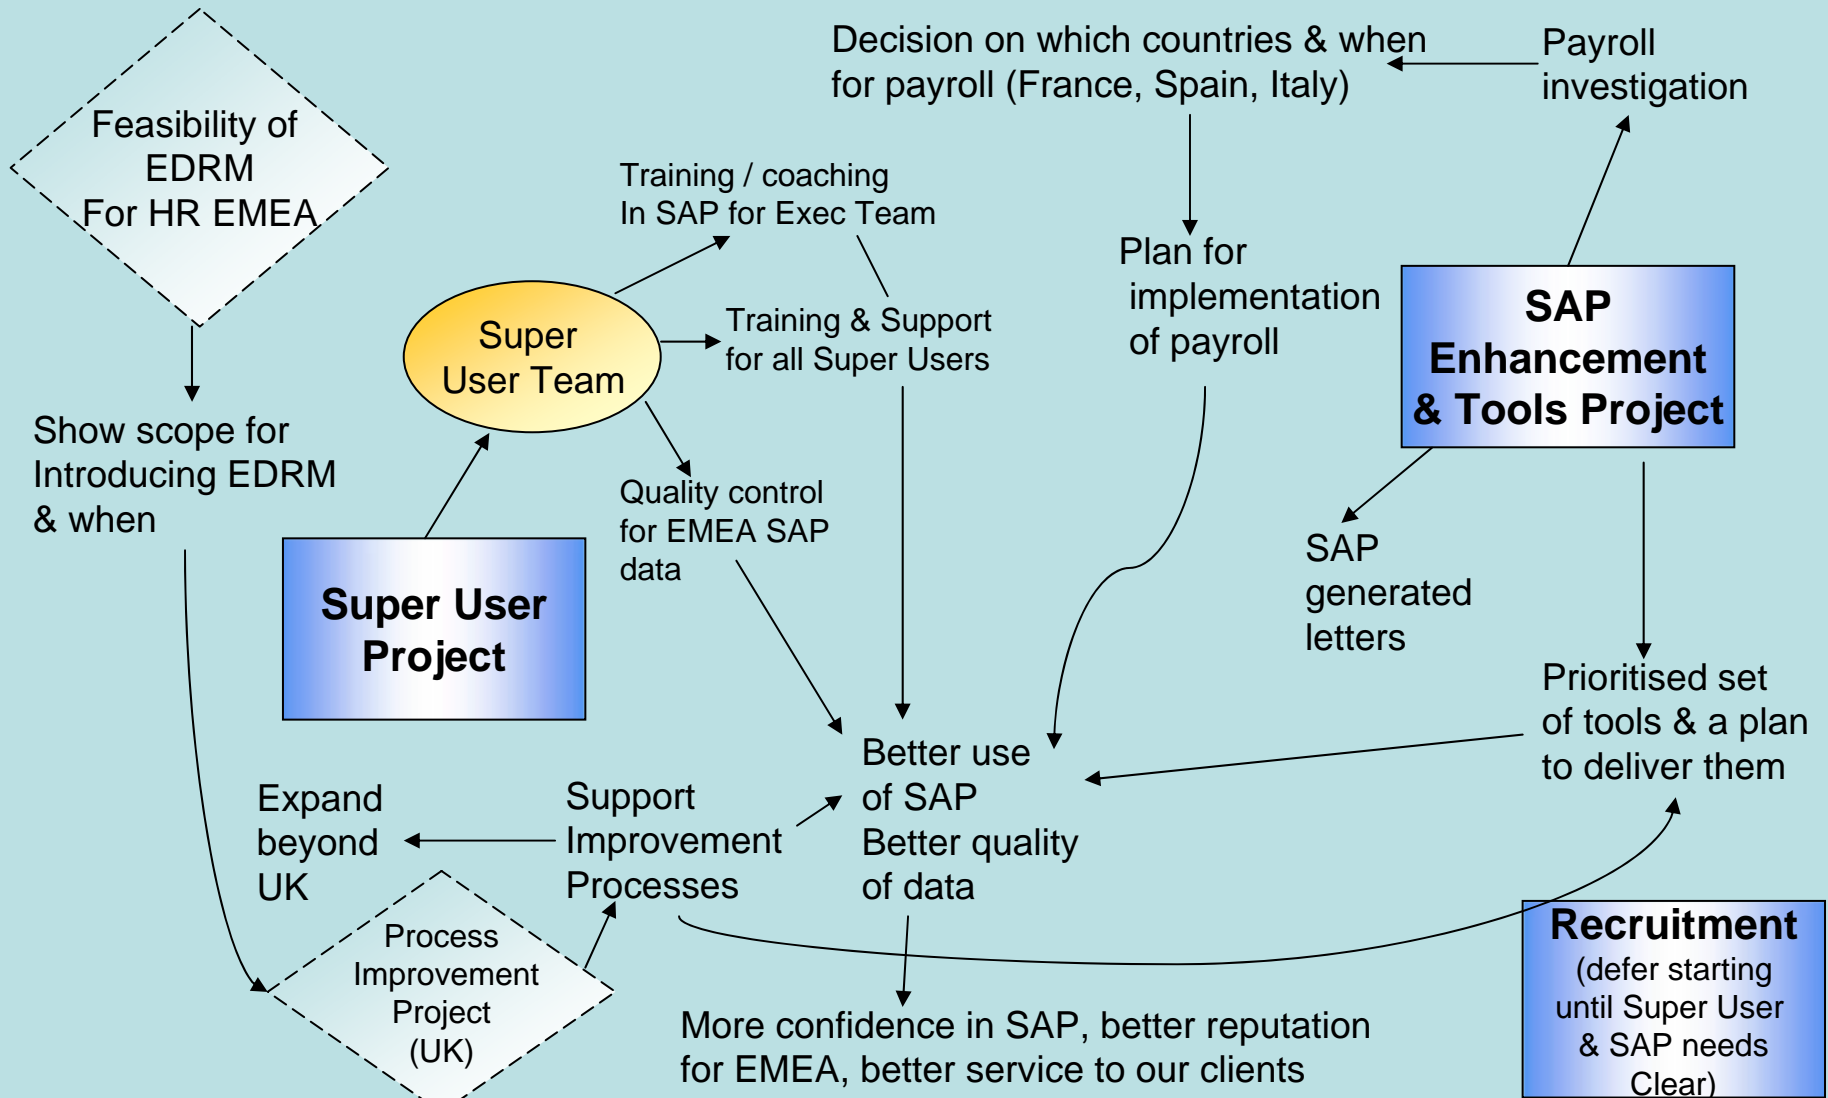 Feasibility of
EDRM
For HR EMEA
Decision on which countries & when
for payroll (France, Spain, Italy)
Payroll
investigation
Training / coaching
In SAP for Exec Team
Plan for
implementation
of payroll
SAP
Enhancement
& Tools Project
Super
User Team
Training & Support
for all Super Users
Show scope for
Introducing EDRM
& when
Quality control
for EMEA SAP
data
Super User
Project
SAP
generated
letters
Prioritised set
of tools & a plan
to deliver them
Better use
of SAP
Better quality
of data
Expand
beyond
UK
Support
Improvement
Processes
Process
Improvement
Project
(UK)
More confidence in SAP, better reputation
for EMEA, better service to our clients
Recruitment
(defer starting
until Super User
& SAP needs
Clear)